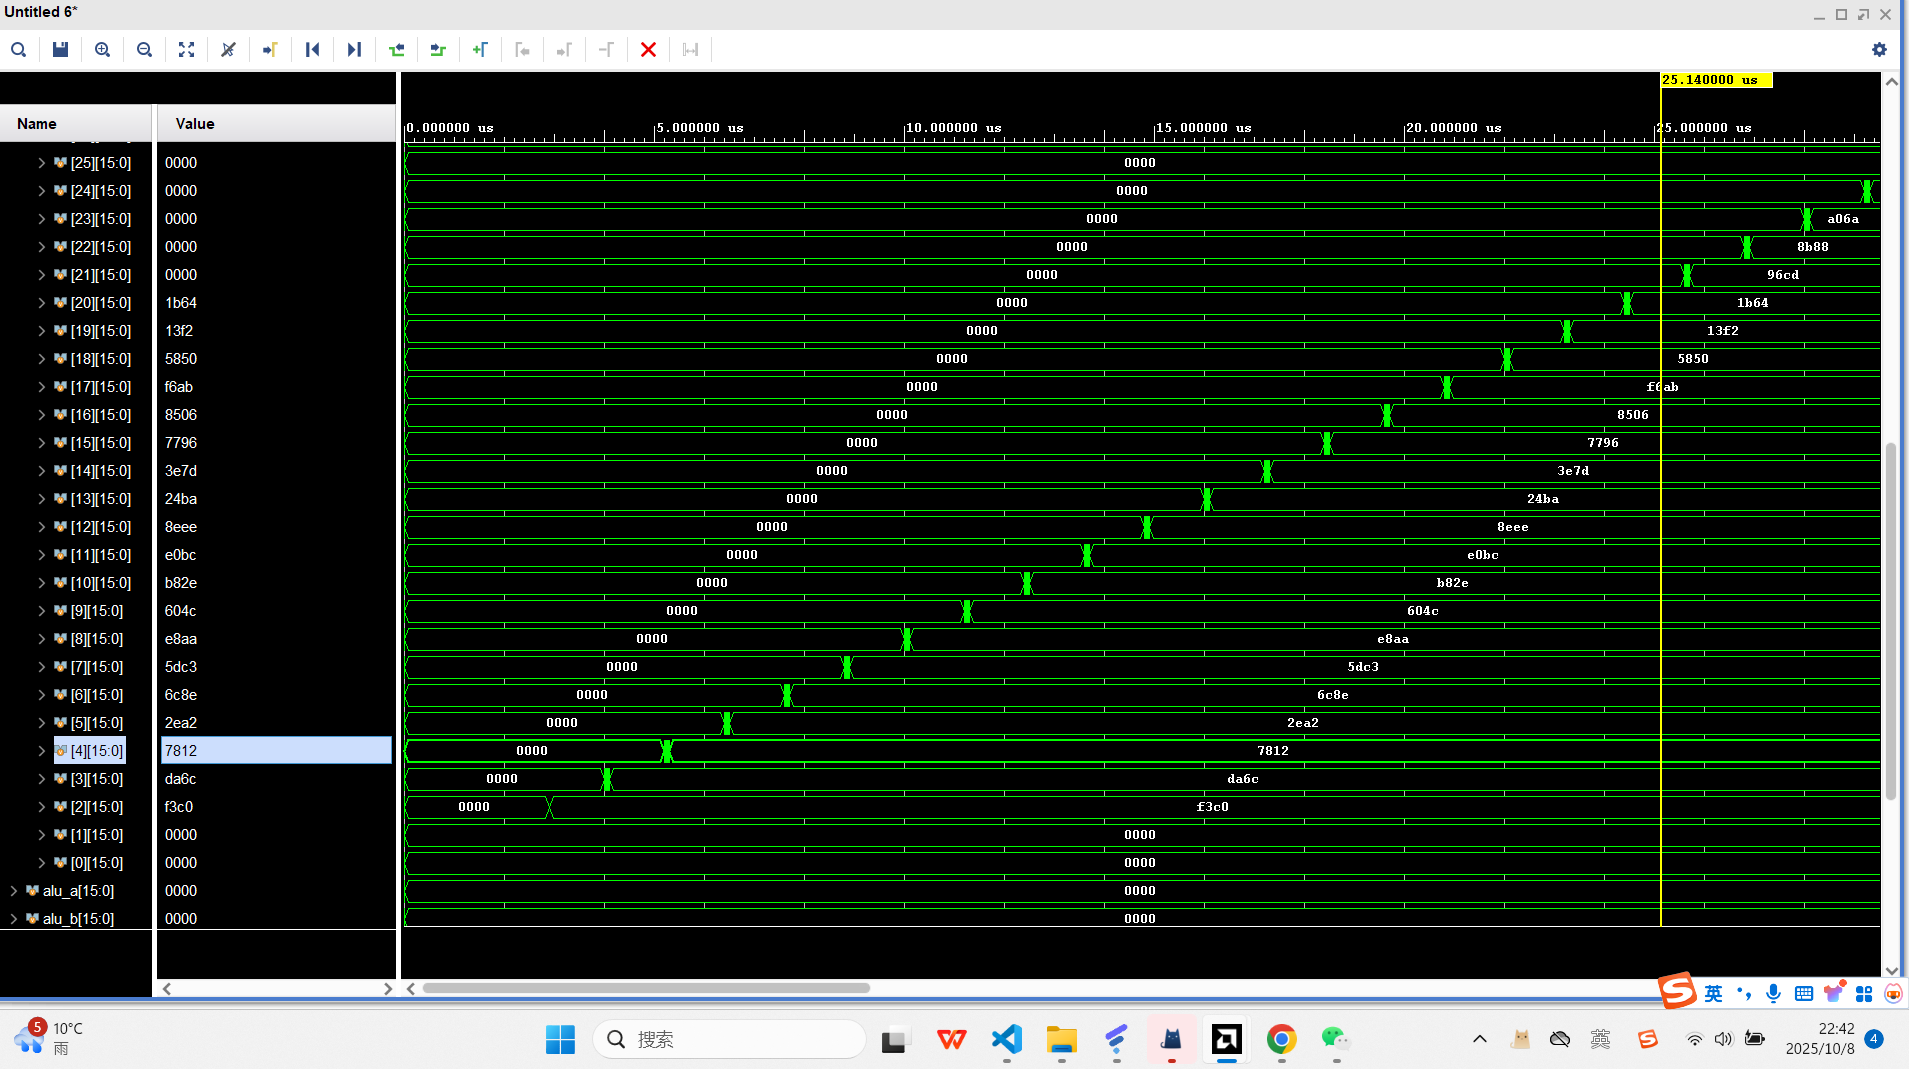 Untitled 6*
25.140000 us
Name
Value
0.000000 us
5.000000 us
10.000000 us
15.000000 us
20.000000 us
25.000000 us
[25][15:0] 0000 0000
[24][15:0] 0000 0000
[23][15:0] 0000 0000 a06a
[22][15:0] 0000 0000 8b88
[21][15:0] 0000 0000 96cd
[20][15:0] 1b64 0000 1b64
[19][15:0] 13f2 0000 13f2
[18][15:0] 5850 0000 5850
[17][15:0] f6ab 0000 f6ab
[16][15:0] 8506 0000 8506
[15][15:0] 7796 0000 7796
[14][15:0] 3e7d 0000 3e7d
[13][15:0] 24ba 0000 24ba
[12][15:0] 8eee 0000 8eee
[11][15:0] e0bc 0000 e0bc
[10][15:0] b82e 0000 b82e
[9][15:0] 604c 0000 604c
[8][15:0] e8aa 0000 e8aa
[7][15:0] 5dc3 0000 5dc3
[6][15:0] 6c8e 0000 6c8e
[5][15:0] 2ea2 0000 2ea2
[4][15:0] 7812 0000 7812
[3][15:0] da6c 0000 da6c
[2][15:0] f3c0 0000 f3c0
[1][15:0] 0000 0000
[0][15:0] 0000 0000
alu_a[15:0] 0000 0000
alu_b[15:0] 0000 0000
英
5
10°C
雨
搜索
英
22:42
2025/10/8
4